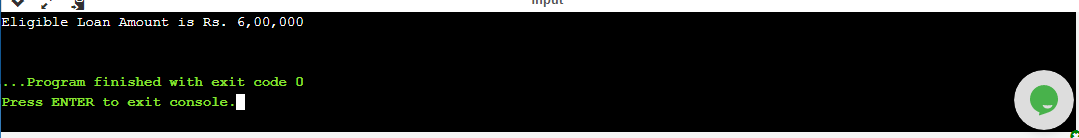 input
Eligible Loan Amount is Rs. 6,00,000
...Program finished with exit code 0
Press ENTER to exit console.